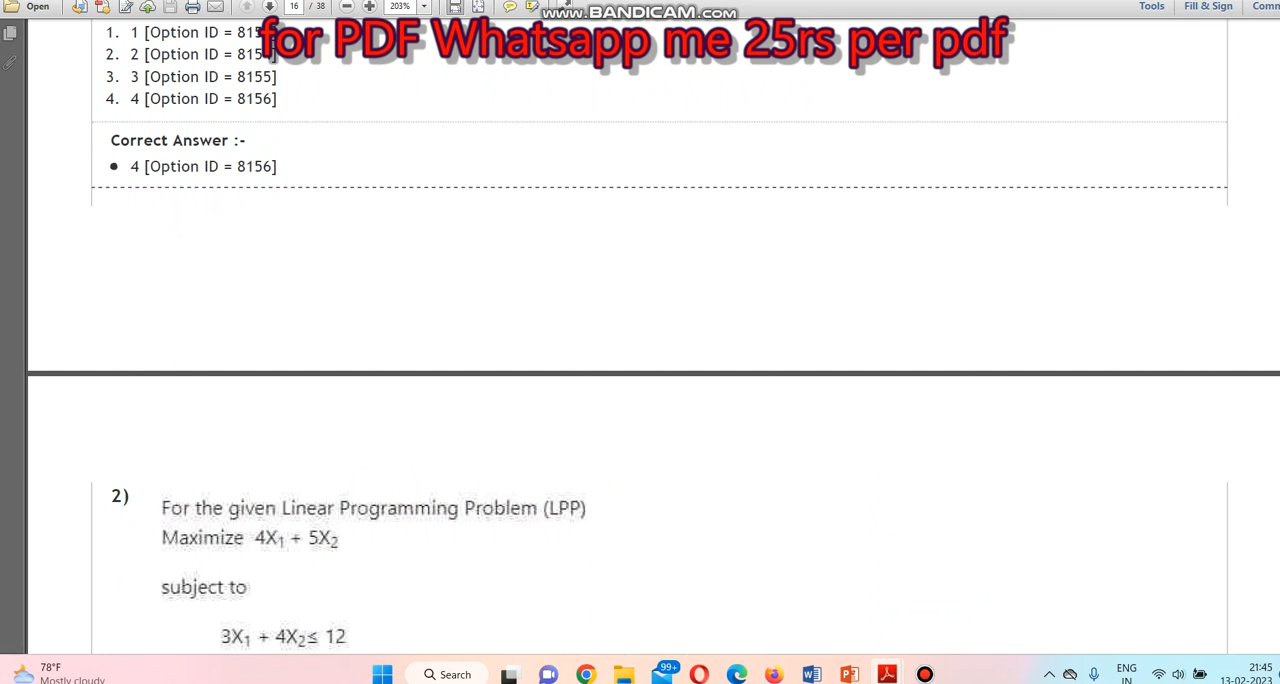 Open
16 / 38
203%
www.BANDICAM.com
Tools
Fill & Sign
1. 1 [Option ID = 815
for PDF Whatsapp me 25rs per pdf
2. 2 [Option ID = 815
3. 3 [Option ID = 8155]
4. 4 [Option ID = 8156]
Correct Answer :-
• 4 [Option ID = 8156]
2)
For the given Linear Programming Problem (LPP)
Maximize 4X₁ + 5X₂
subject to
3X₁ + 4X₂≤ 12
78°F
Mostly cloudy
Search
99+
ENG
IN
21:45
13-02-2023